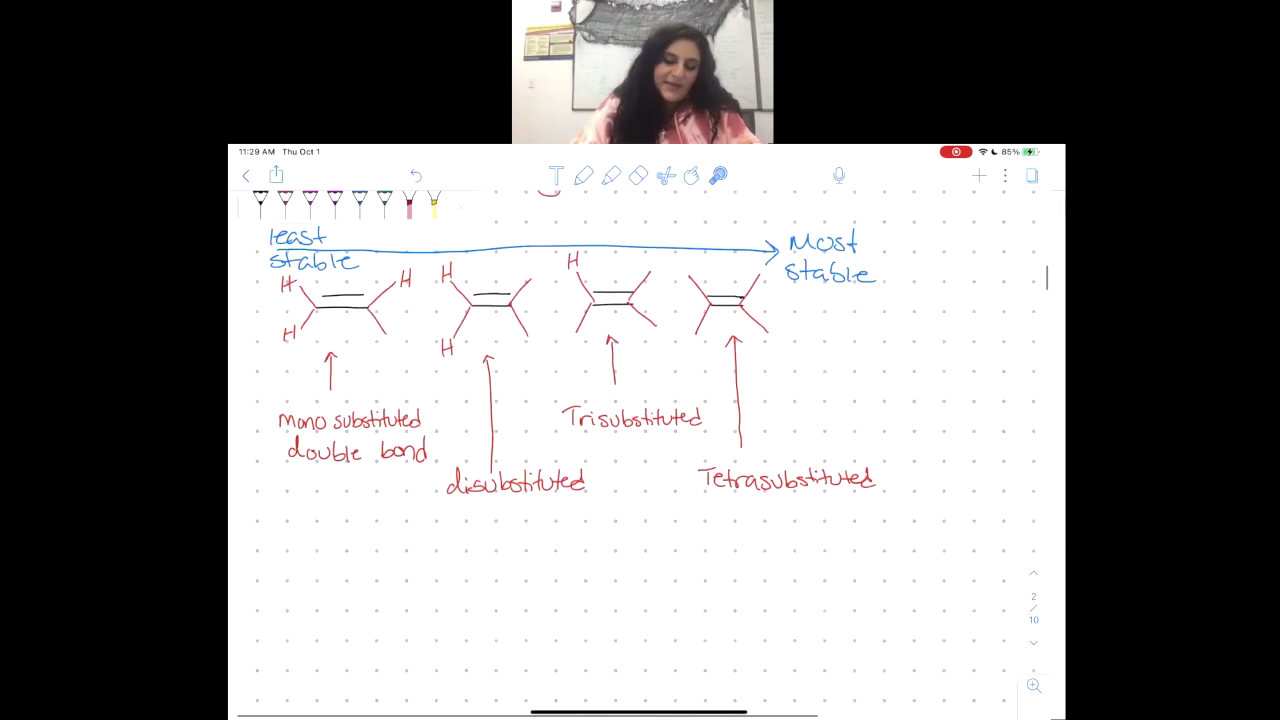 11:29 AM Thu Oct 1
85%
T
least
stable
Most
stable
H
H
H
H
H
H
Mono substituted
double bond
disubstituted
Trisubstituted
Tetrasubstituted
2
/
10